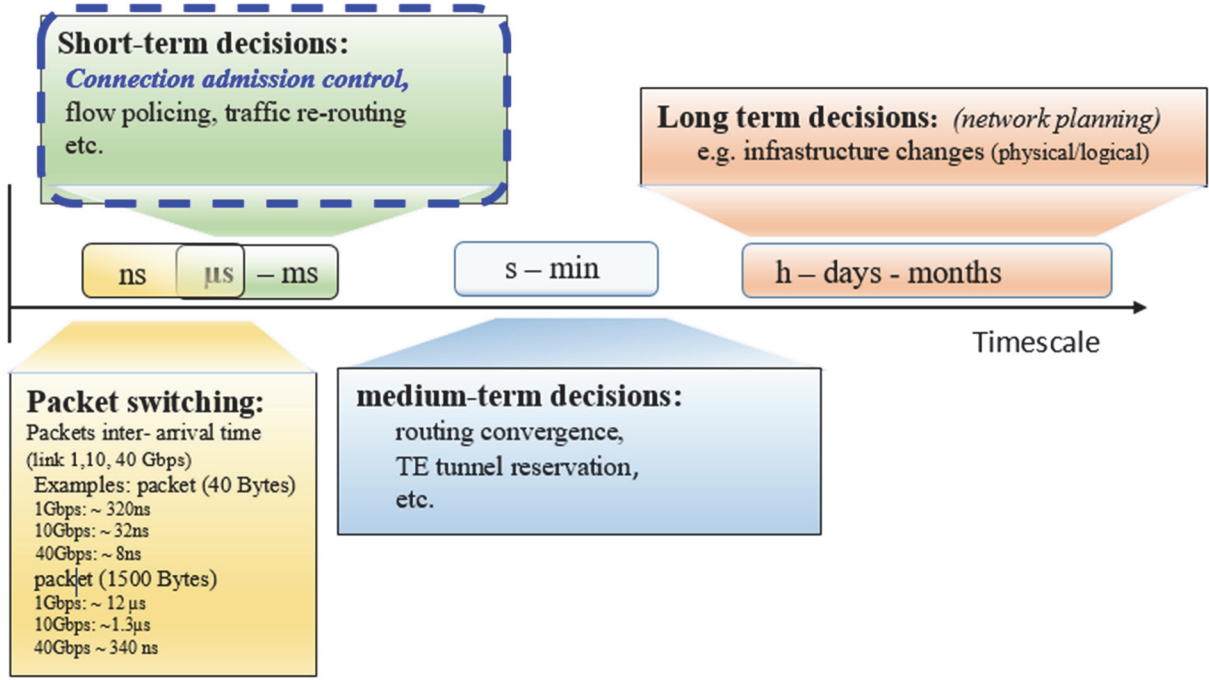 Short-term decisions:
Connection admission control,
flow policing, traffic re-routing
etc.
Long term decisions: (network planning)
e.g. infrastructure changes (physical/logical)
ns
µs – ms
s – min
h – days - months
Timescale
Packet switching:
Packets inter- arrival time
(link 1,10, 40 Gbps)
Examples: packet (40 Bytes)
1Gbps: ~ 320ns
10Gbps: ~ 32ns
40Gbps: ~ 8ns
packet (1500 Bytes)
1Gbps: ~ 12 µs
10Gbps: ~1.3µs
40Gbps ~ 340 ns
medium-term decisions:
routing convergence,
TE tunnel reservation,
etc.